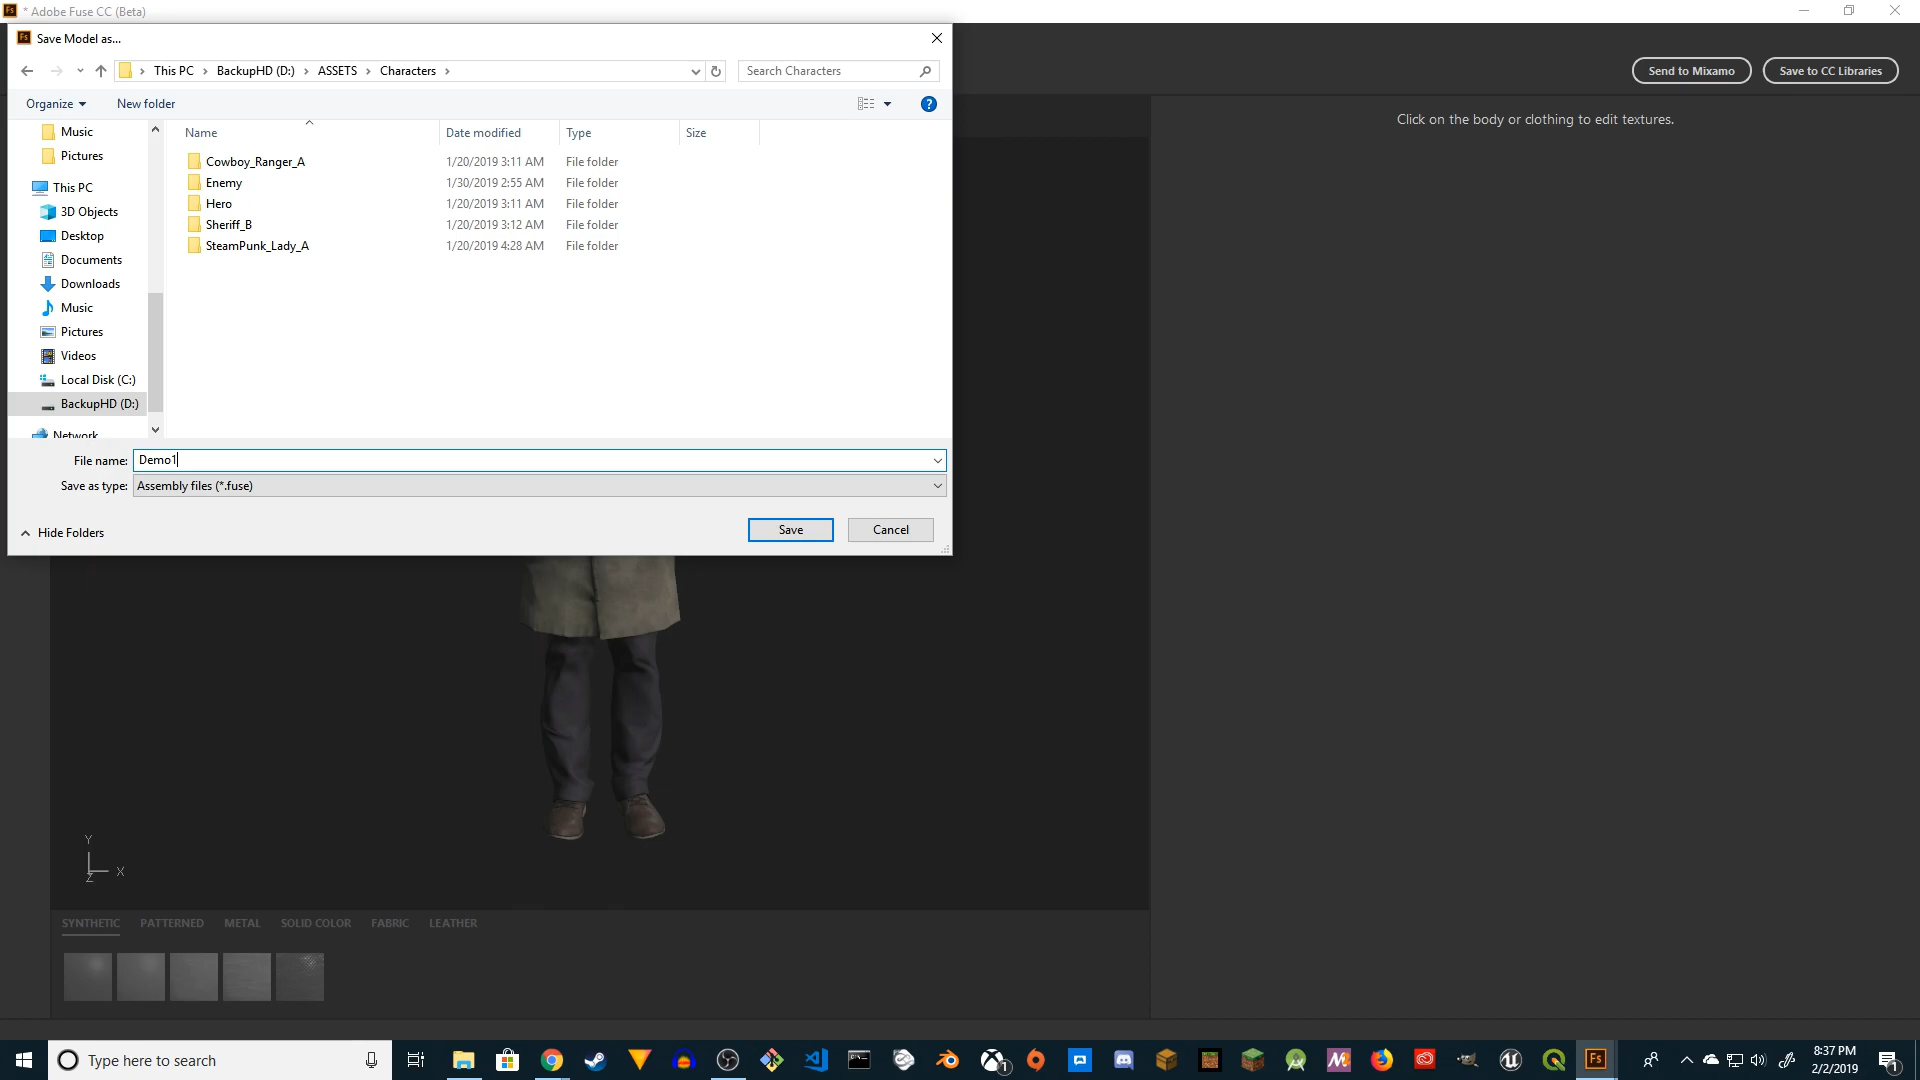 * Adobe Fuse CC (Beta)
Save Model as...
This PC > BackupHD (D:) > ASSETS > Characters >
Search Characters
Send to Mixamo
Save to CC Libraries
Organize
New folder
Click on the body or clothing to edit textures.
Music
Pictures
This PC
3D Objects
Desktop
Documents
Downloads
Music
Pictures
Videos
Local Disk (C:)
BackupHD (D:)
Network
Name Date modified Type Size
Cowboy_Ranger_A 1/20/2019 3:11 AM File folder
Enemy 1/30/2019 2:55 AM File folder
Hero 1/20/2019 3:11 AM File folder
Sheriff_B 1/20/2019 3:12 AM File folder
SteamPunk_Lady_A 1/20/2019 4:28 AM File folder
File name: Demo1
Save as type: Assembly files (*.fuse)
Hide Folders
Save
Cancel
Y
X
Z
SYNTHETIC PATTERNED METAL SOLID COLOR FABRIC LEATHER
Type here to search
Fs
8:37 PM
2/2/2019
1